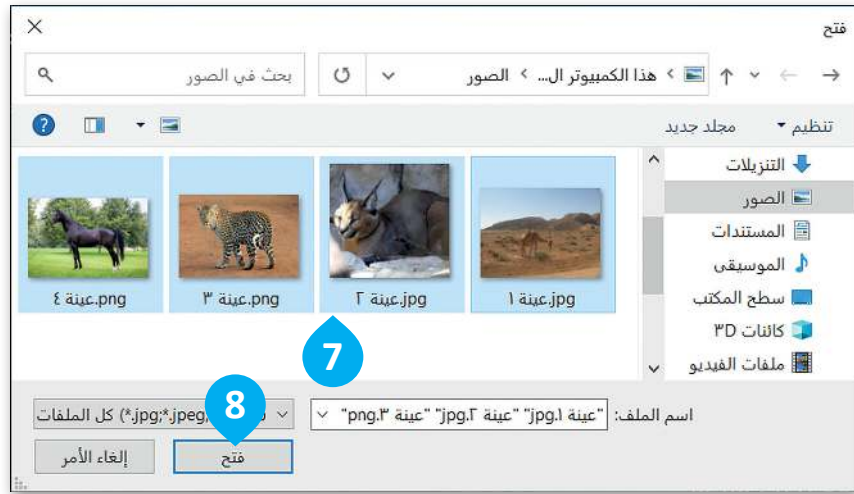 فتح
هذا الكمبيوتر ال... › الصور
بحث في الصور
تنظيم
مجلد جديد
التنزيلات
الصور
المستندات
الموسيقى
سطح المكتب
كائنات ٣D
ملفات الفيديو
عينة ١.jpg
عينة ٢.jpg
عينة ٣.png
عينة ٤.png
7
اسم الملف: "عينة ١.jpg" "عينة ٢.jpg" "عينة ٣.png"
كل الملفات (*.jpg;*.jpeg;
8
فتح
إلغاء الأمر